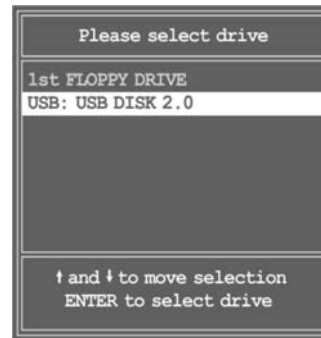 Please select drive
1st FLOPPY DRIVE
USB: USB DISK 2.0
↑ and ↓ to move selection
ENTER to select drive